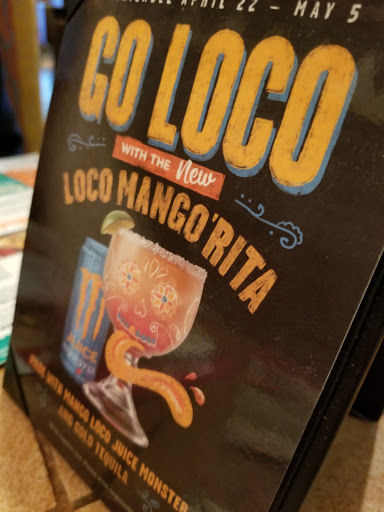 APRIL 22 – MAY 5
GO LOCO
WITH THE New
LOCO MANGO'RITA
JUICE
MADE WITH MANGO LOCO JUICE MONSTER
AND GOLD TEQUILA